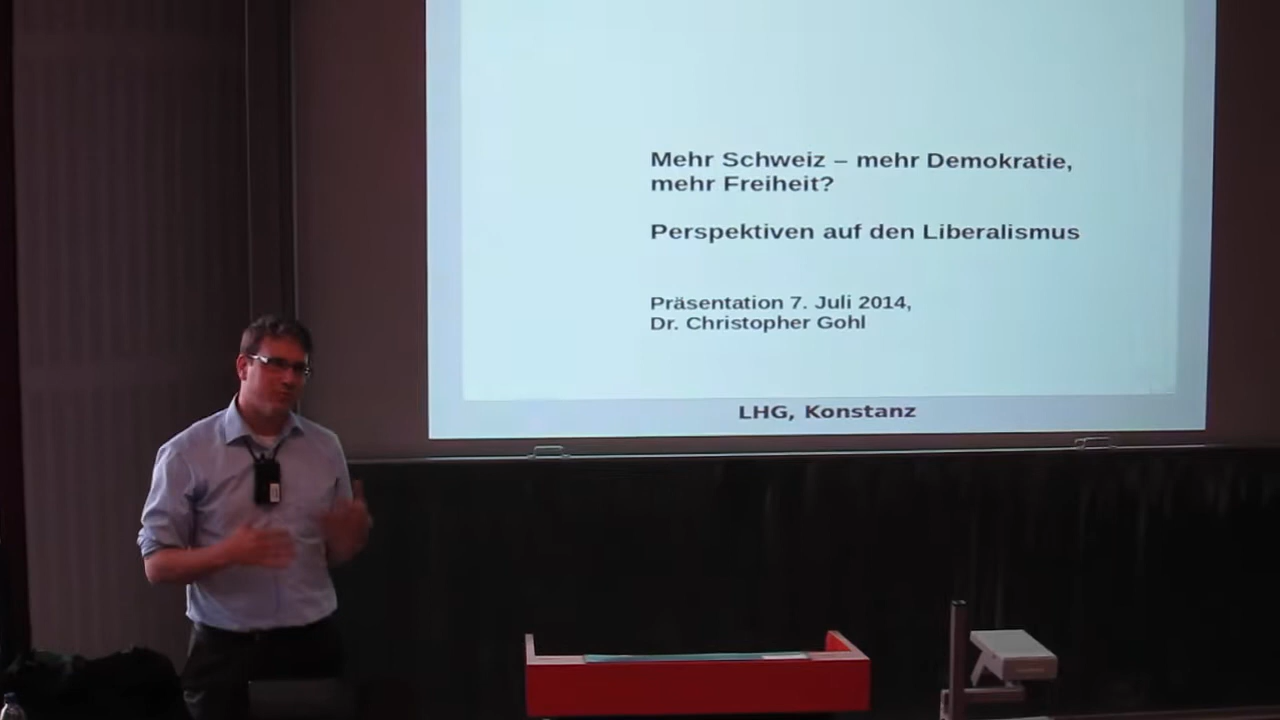 Mehr Schweiz – mehr Demokratie,
mehr Freiheit?
Perspektiven auf den Liberalismus
Präsentation 7. Juli 2014,
Dr. Christopher Gohl
LHG, Konstanz